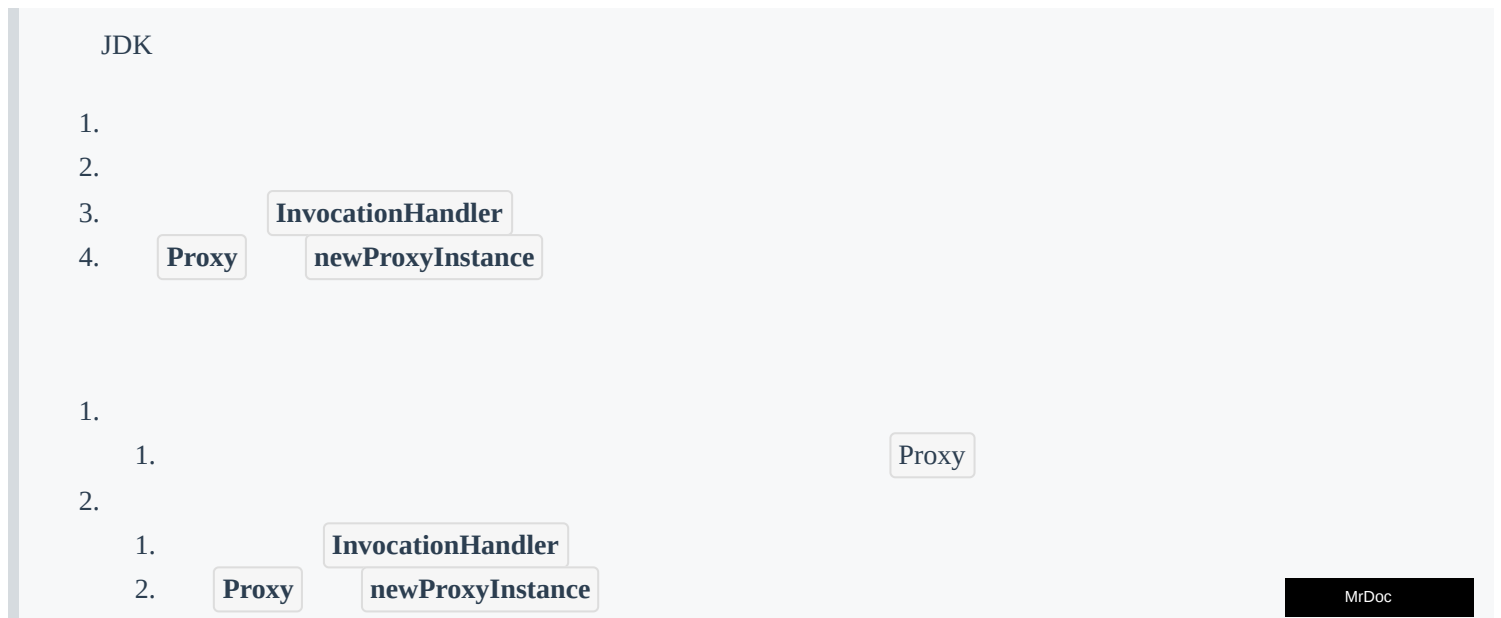 JDK
1.
2.
3. InvocationHandler
4. Proxy newProxyInstance
1.
1. Proxy
2.
1. InvocationHandler
2. Proxy newProxyInstance
MrDoc